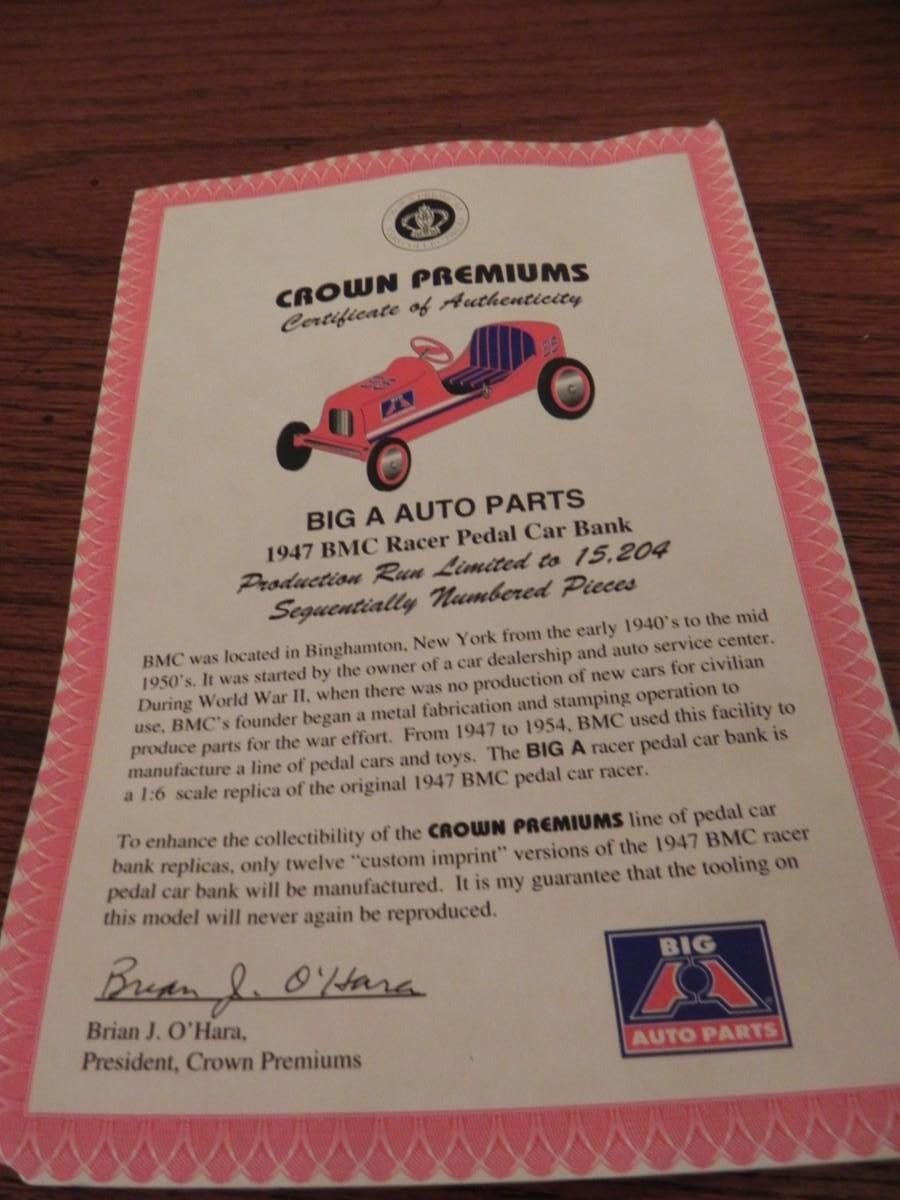 CROWN PREMIUMS
Certificate of Authenticity
BIG A AUTO PARTS
1947 BMC Racer Pedal Car Bank
Production Run Limited to 15,204
Sequentially Numbered Pieces
BMC was located in Binghamton, New York from the early 1940's to the mid
1950's. It was started by the owner of a car dealership and auto service center.
During World War II, when there was no production of new cars for civilian
use, BMC's founder began a metal fabrication and stamping operation to
produce parts for the war effort. From 1947 to 1954, BMC used this facility to
manufacture a line of pedal cars and toys. The BIG A racer pedal car bank is
a 1:6 scale replica of the original 1947 BMC pedal car racer.
To enhance the collectibility of the CROWN PREMIUMS line of pedal car
bank replicas, only twelve "custom imprint" versions of the 1947 BMC racer
pedal car bank will be manufactured. It is my guarantee that the tooling on
this model will never again be reproduced.
Brian J. O'Hara
Brian J. O'Hara,
President, Crown Premiums
BIG
A
®
AUTO PARTS